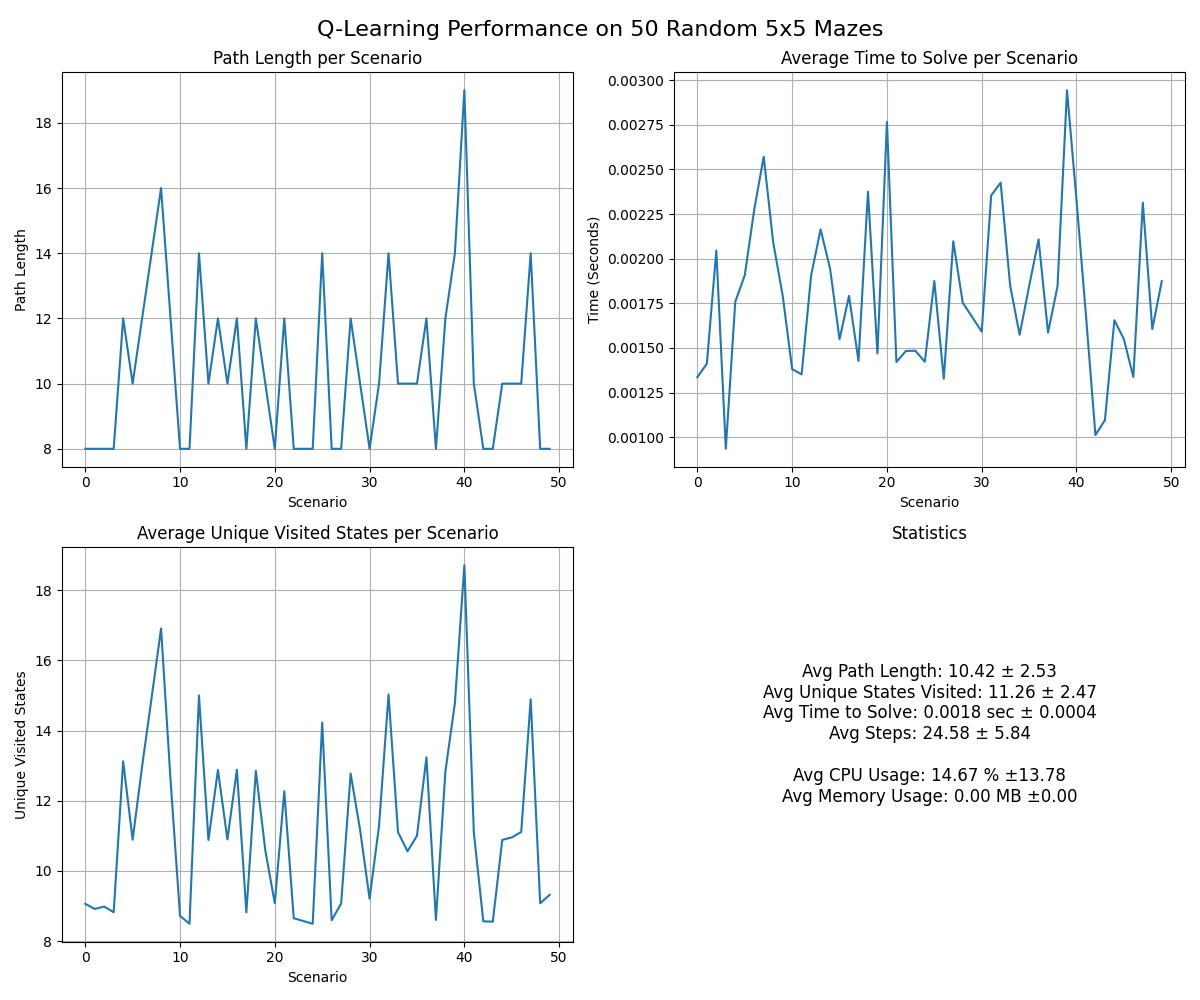 Q-Learning Performance on 50 Random 5x5 Mazes
Path Length per Scenario
Path Length
18
16
14
12
10
8
0 10 20 30 40 50
Scenario
Average Time to Solve per Scenario
Time (Seconds)
0.00300
0.00275
0.00250
0.00225
0.00200
0.00175
0.00150
0.00125
0.00100
0 10 20 30 40 50
Scenario
Average Unique Visited States per Scenario
Unique Visited States
18
16
14
12
10
8
0 10 20 30 40 50
Scenario
Statistics
Avg Path Length: 10.42 ± 2.53
Avg Unique States Visited: 11.26 ± 2.47
Avg Time to Solve: 0.0018 sec ± 0.0004
Avg Steps: 24.58 ± 5.84
Avg CPU Usage: 14.67 % ±13.78
Avg Memory Usage: 0.00 MB ±0.00